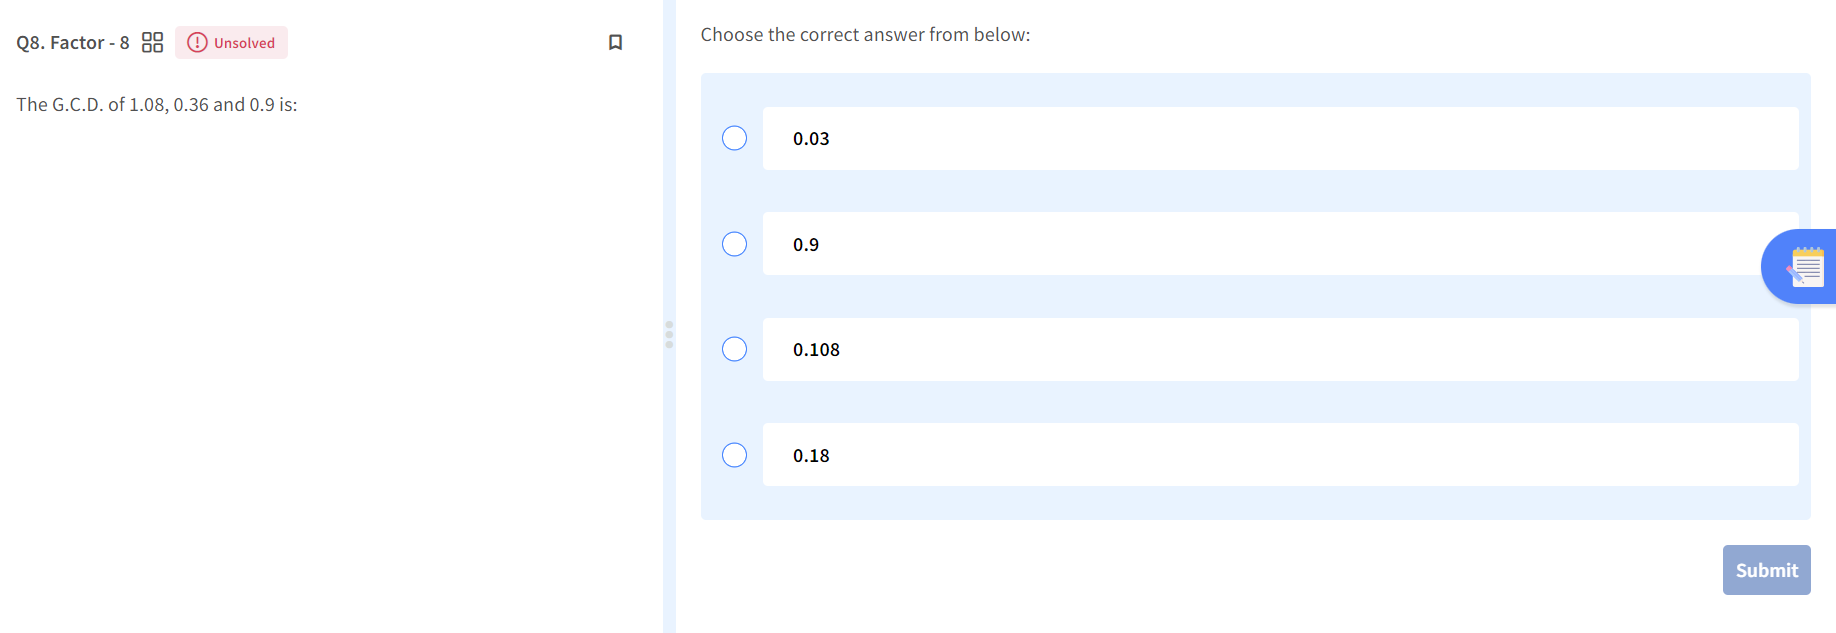 Q8. Factor - 8
Unsolved
The G.C.D. of 1.08, 0.36 and 0.9 is:
Choose the correct answer from below:
0.03
0.9
0.108
0.18
Submit